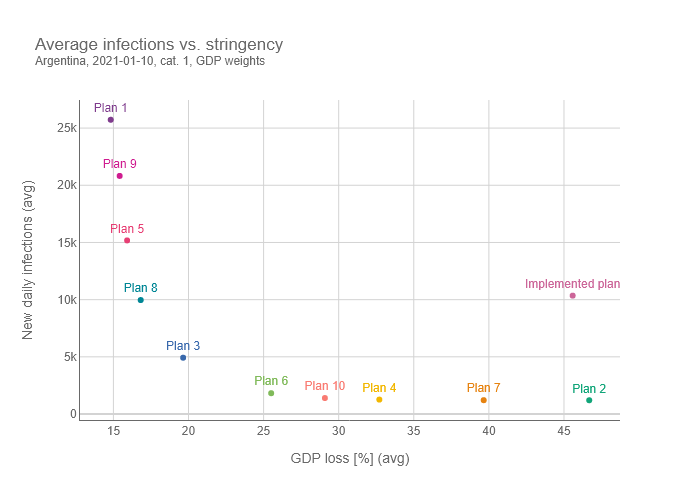 Average infections vs. stringency
Argentina, 2021-01-10, cat. 1, GDP weights
Plan 1
25k
Plan 9
20k
Plan 5
15k
Plan 8
Implemented plan
10k
Plan 3
5k
Plan 6
Plan 10
Plan 4
Plan 7
Plan 2
0
15
20
25
30
35
40
45
New daily infections (avg)
GDP loss [%] (avg)